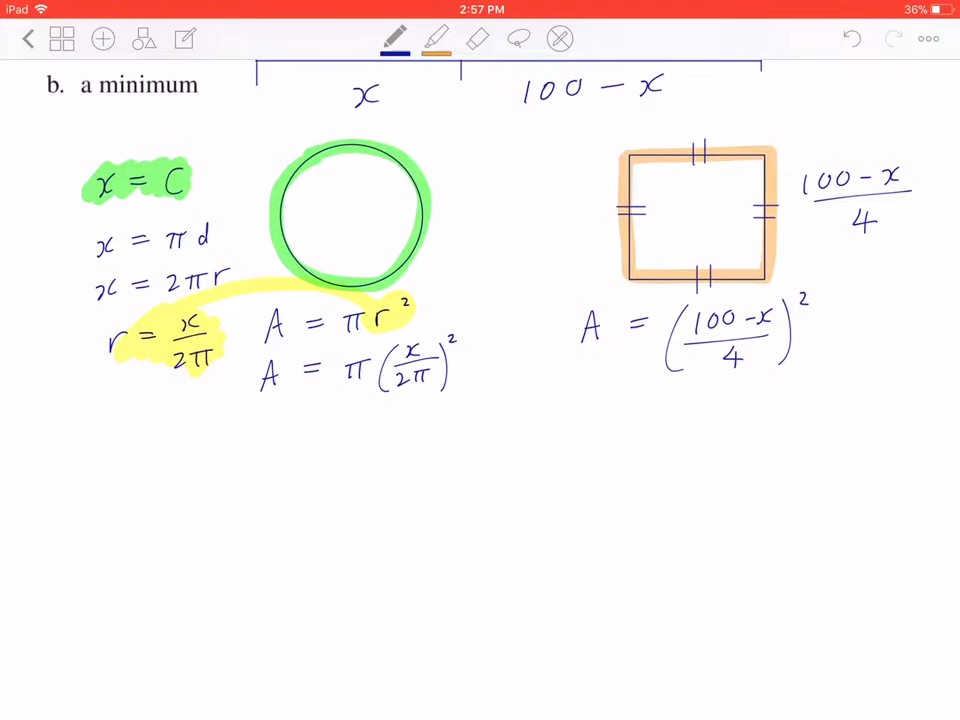 iPad 2:57 PM 36%
b. a minimum
x 100 - x
x = C
100 - x / 4
x = πd
x = 2πr
r = x / 2π
A = πr²
A = π(x / 2π)²
A = (100 - x / 4)²